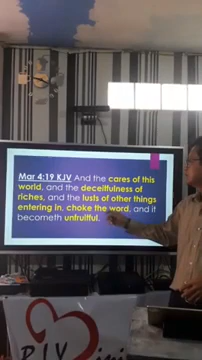 Mar 4:19 KJV And the cares of this
world, and the deceitfulness of
riches, and the lusts of other things
entering in, choke the word, and it
becometh unfruitful.